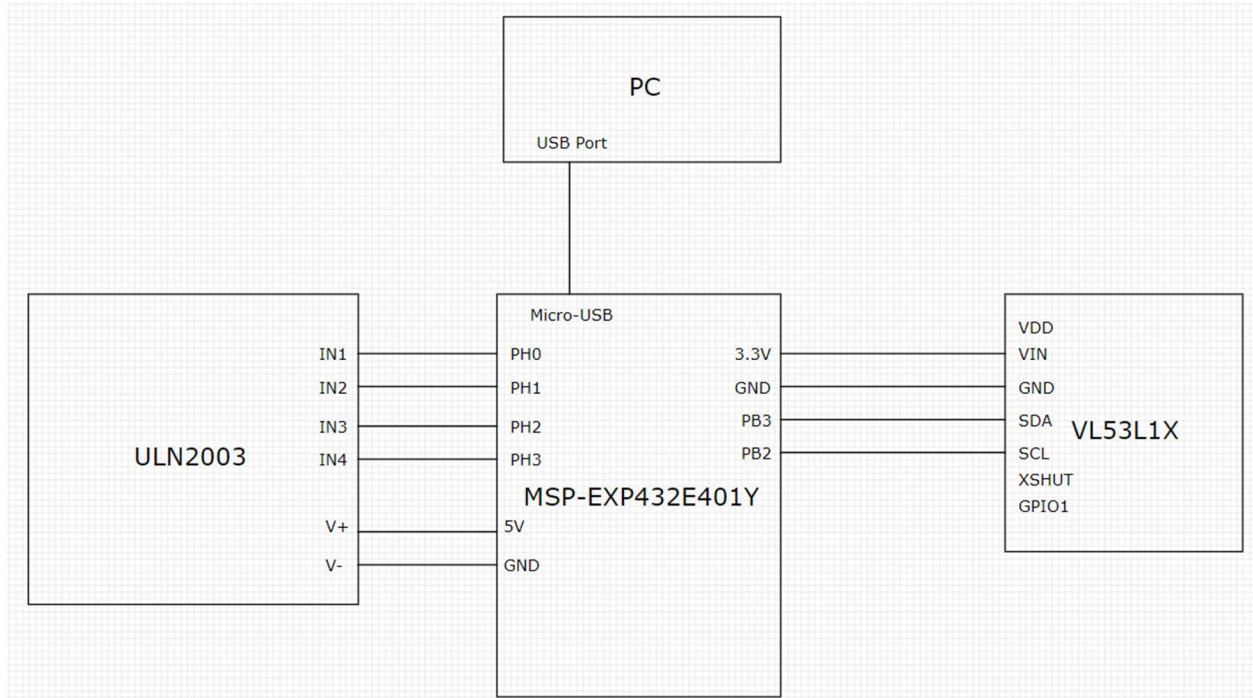 PC
USB Port
Micro-USB
IN1
IN2
IN3
IN4
V+
V-
ULN2003
PH0
PH1
PH2
PH3
5V
GND
3.3V
GND
PB3
PB2
MSP-EXP432E401Y
VDD
VIN
GND
SDA
SCL
XSHUT
GPIO1
VL53L1X